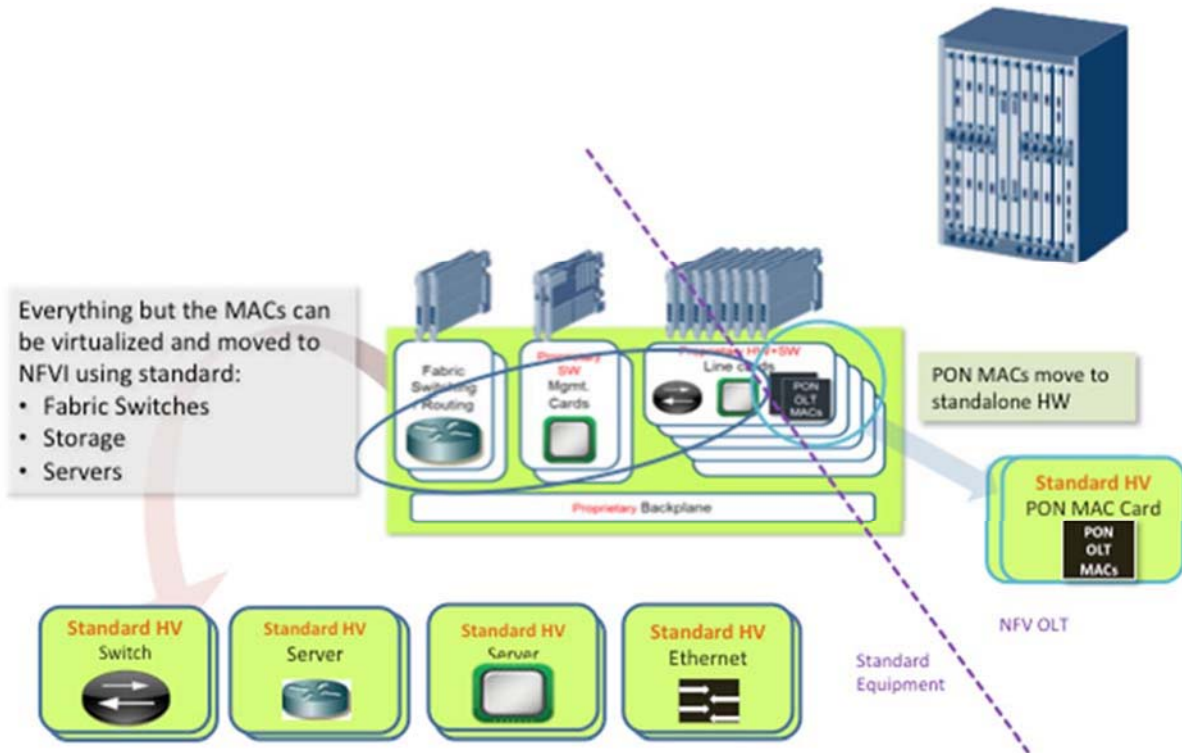 Everything but the MACs can
be virtualized and moved to
NFVI using standard:
• Fabric Switches
• Storage
• Servers
Fabric
Switching
Routing
Proprietary
SW
Mgmt.
Cards
Proprietary HW+SW
Line cards
PON
OLT
MACs
Proprietary Backplane
PON MACs move to
standalone HW
Standard HV
PON MAC Card
PON
OLT
MACs
NFV OLT
Standard
Equipment
Standard HV
Switch
Standard HV
Server
Standard HV
Server
Standard HV
Ethernet